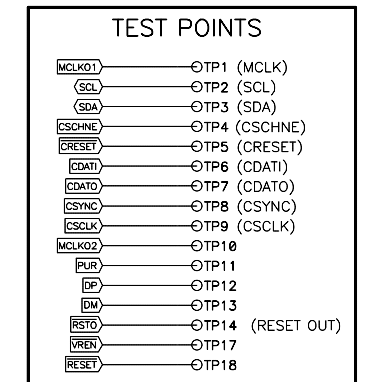 TEST POINTS
MCLKO1 TP1 (MCLK)
SCL TP2 (SCL)
SDA TP3 (SDA)
CSCHNE TP4 (CSCHNE)
CRESET TP5 (CRESET)
CDATI TP6 (CDATI)
CDATO TP7 (CDATO)
CSYNC TP8 (CSYNC)
CSCLK TP9 (CSCLK)
MCLKO2 TP10
PUR TP11
DP TP12
DM TP13
RSTO TP14 (RESET OUT)
VREN TP17
RESET TP18